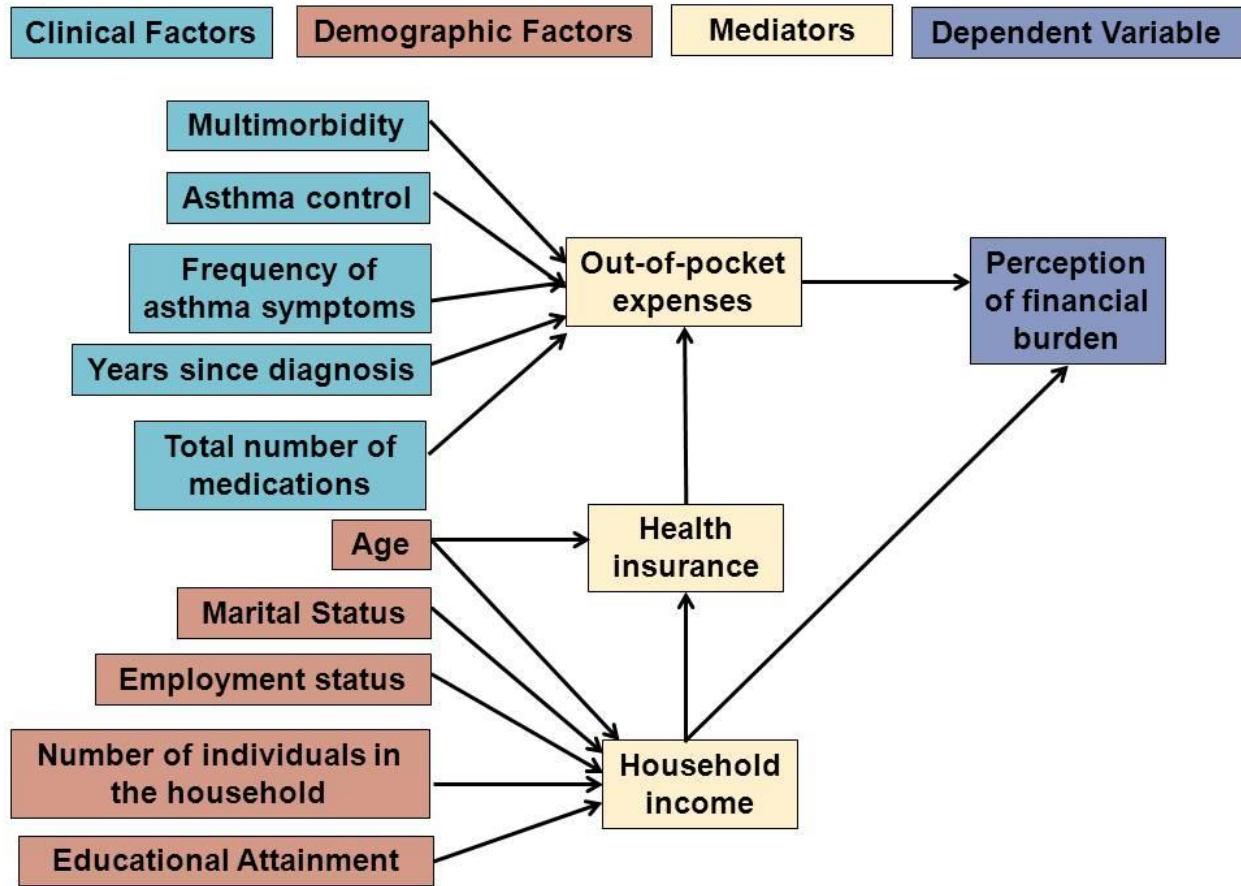 Clinical Factors
Demographic Factors
Mediators
Dependent Variable
Multimorbidity
Asthma control
Frequency of
asthma symptoms
Years since diagnosis
Total number of
medications
Age
Marital Status
Employment status
Number of individuals in
the household
Educational Attainment
Out-of-pocket
expenses
Health
insurance
Household
income
Perception
of financial
burden